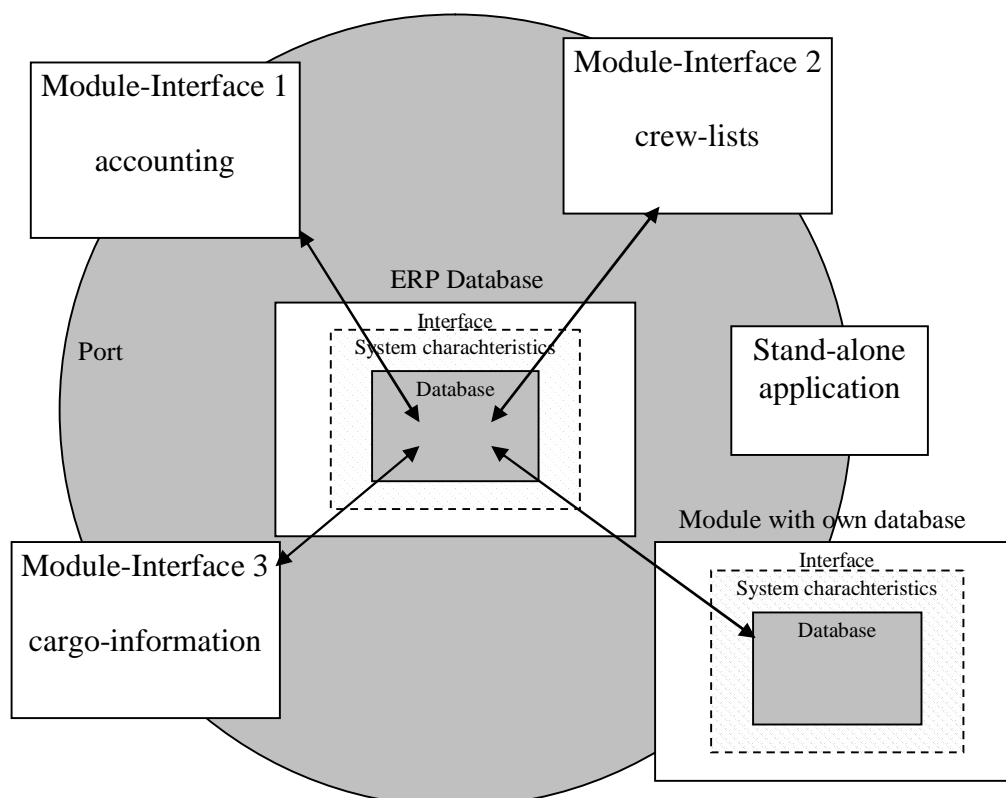 Module-Interface 1
accounting
Module-Interface 2
crew-lists
ERP Database
Interface
System charachteristics
Database
Port
Stand-alone
application
Module with own database
Interface
System charachteristics
Database
Module-Interface 3
cargo-information